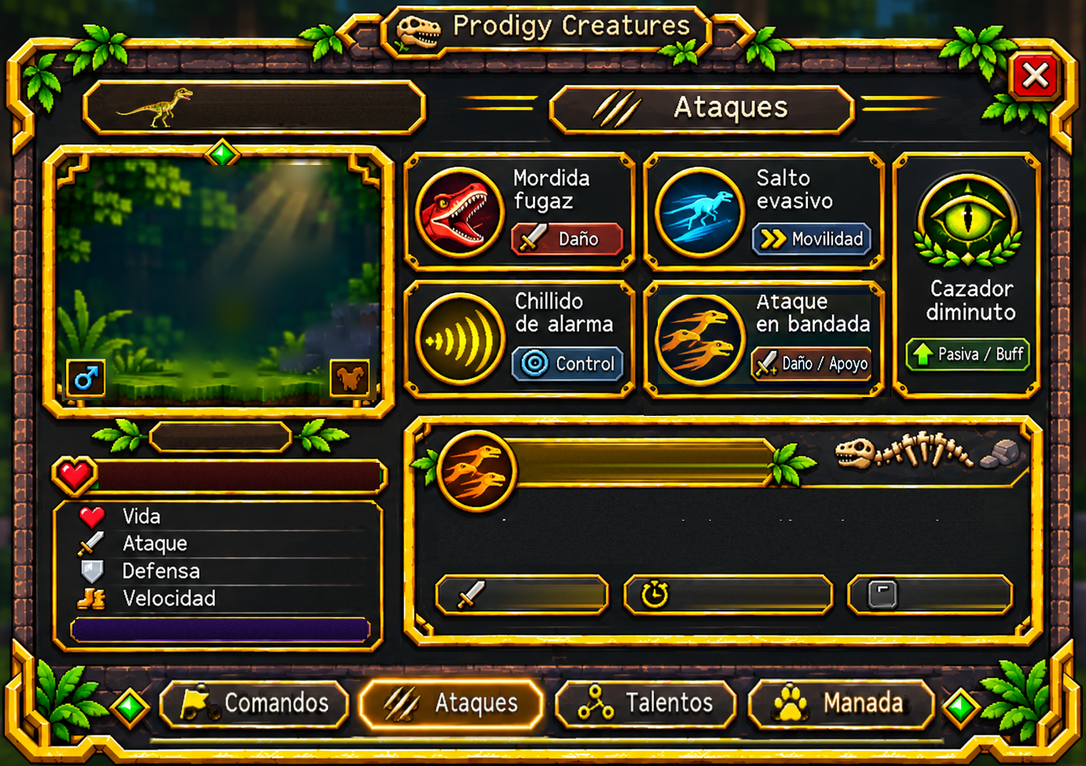 Prodigy Creatures
Ataques
Mordida
fugaz
Daño
Salto
evasivo
Movilidad
Chillido
de alarma
Control
Ataque
en bandada
Daño / Apoyo
Cazador
diminuto
Pasiva / Buff
Vida
Ataque
Defensa
Velocidad
Comandos
Ataques
Talentos
Manada